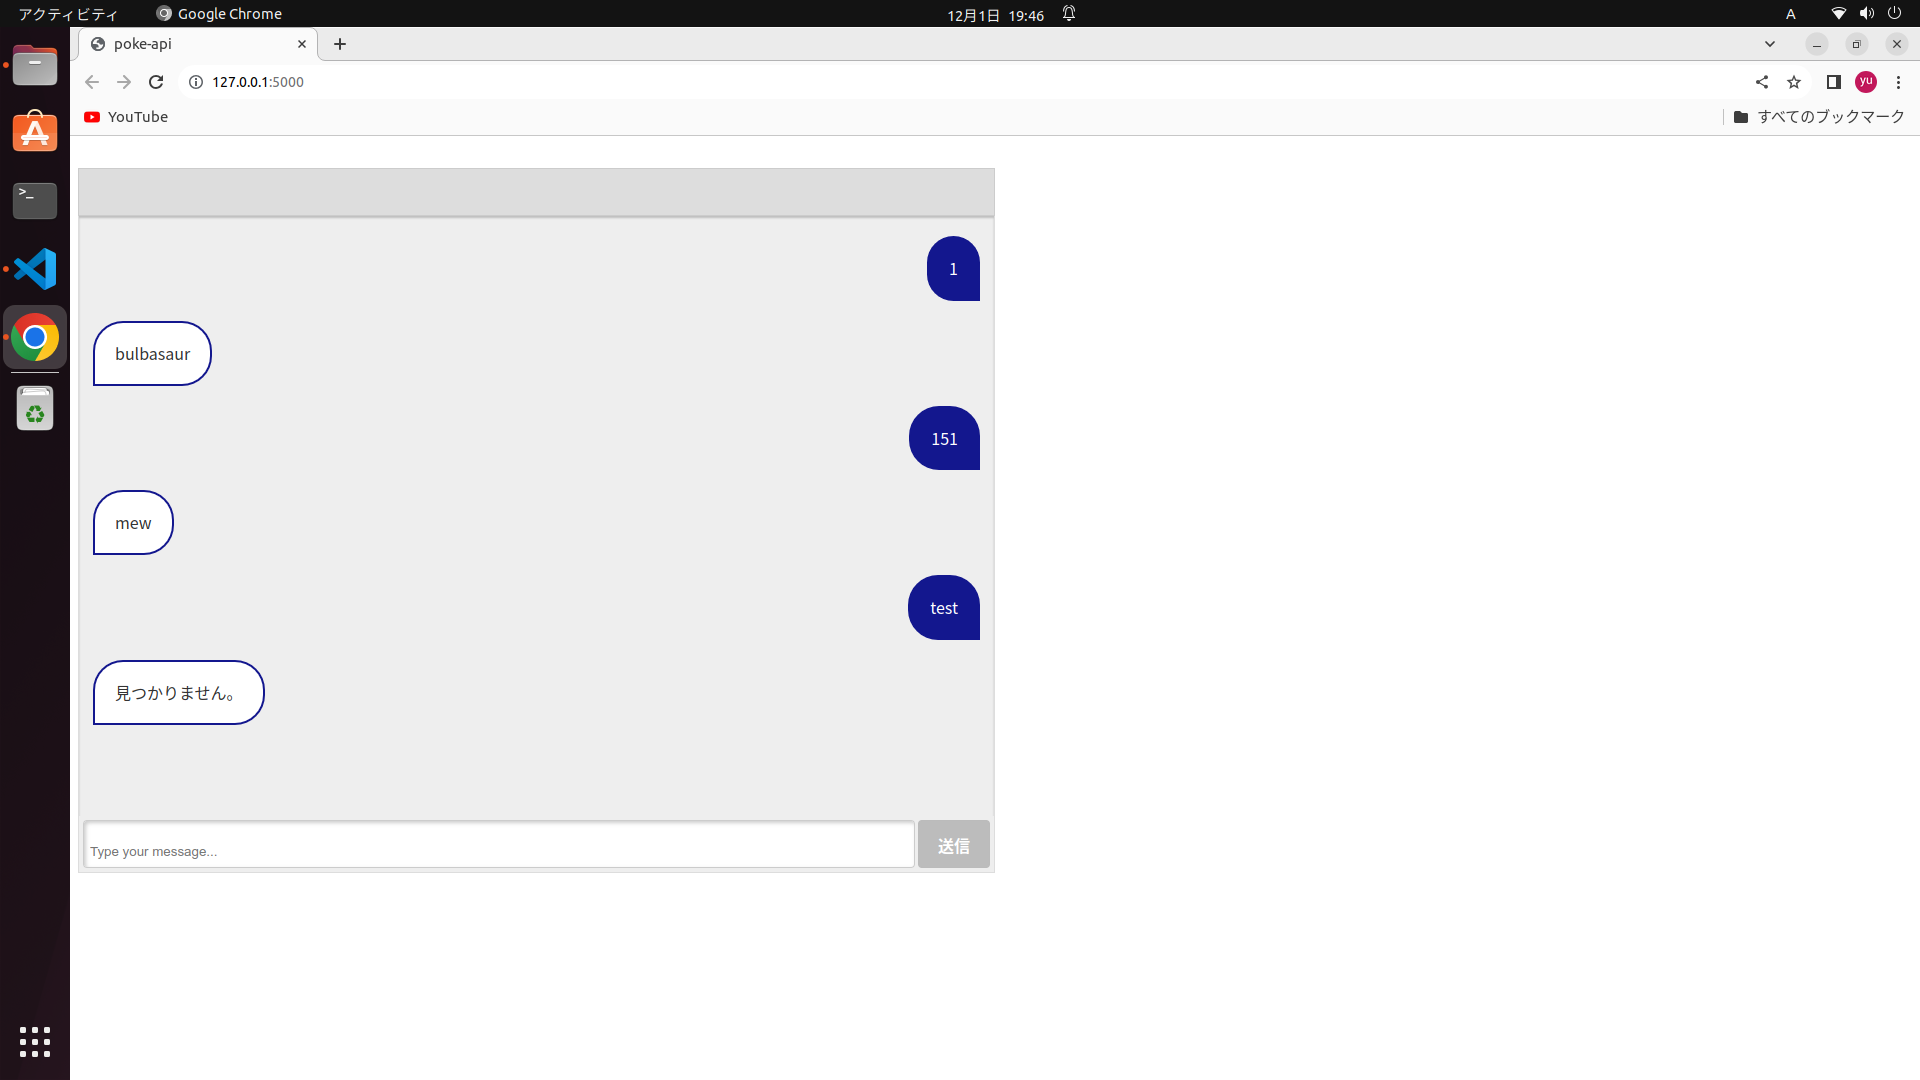 アクティビティ Google Chrome 12月1日 19:46 A
poke-api
127.0.0.1:5000 yu
YouTube すべてのブックマーク
>_
1
bulbasaur
151
mew
test
見つかりません。
Type your message... 送信